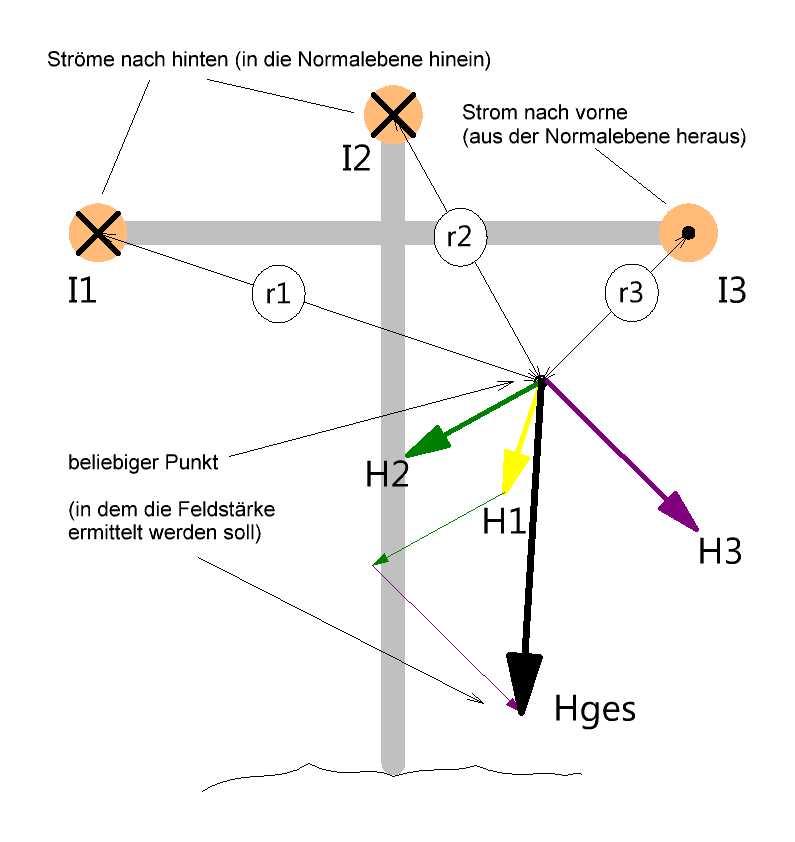 Ströme nach hinten (in die Normalebene hinein)
Strom nach vorne
(aus der Normalebene heraus)
I2
r2
I1
r1
r3
I3
beliebiger Punkt
(in dem die Feldstärke
ermittelt werden soll)
H2
H1
H3
Hges